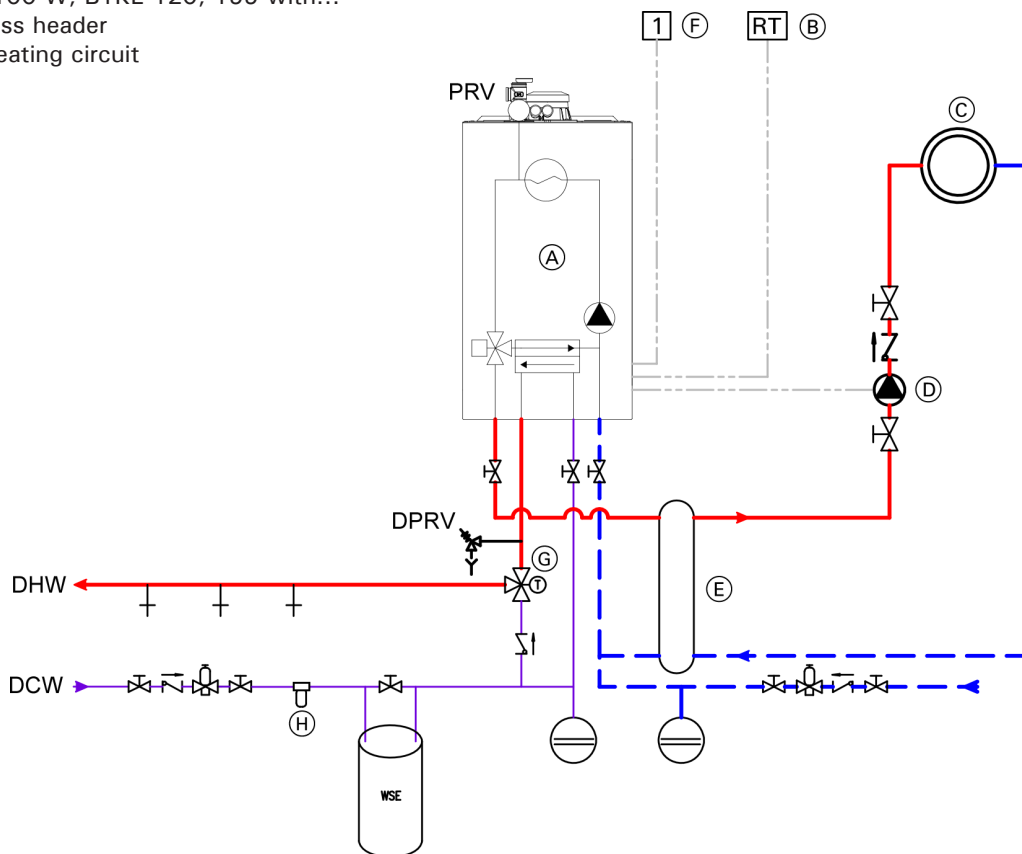 ss header
eating circuit
1 F RT B
PRV
C
A
D
DPRV
G
T
DHW
E
DCW
H
WSE